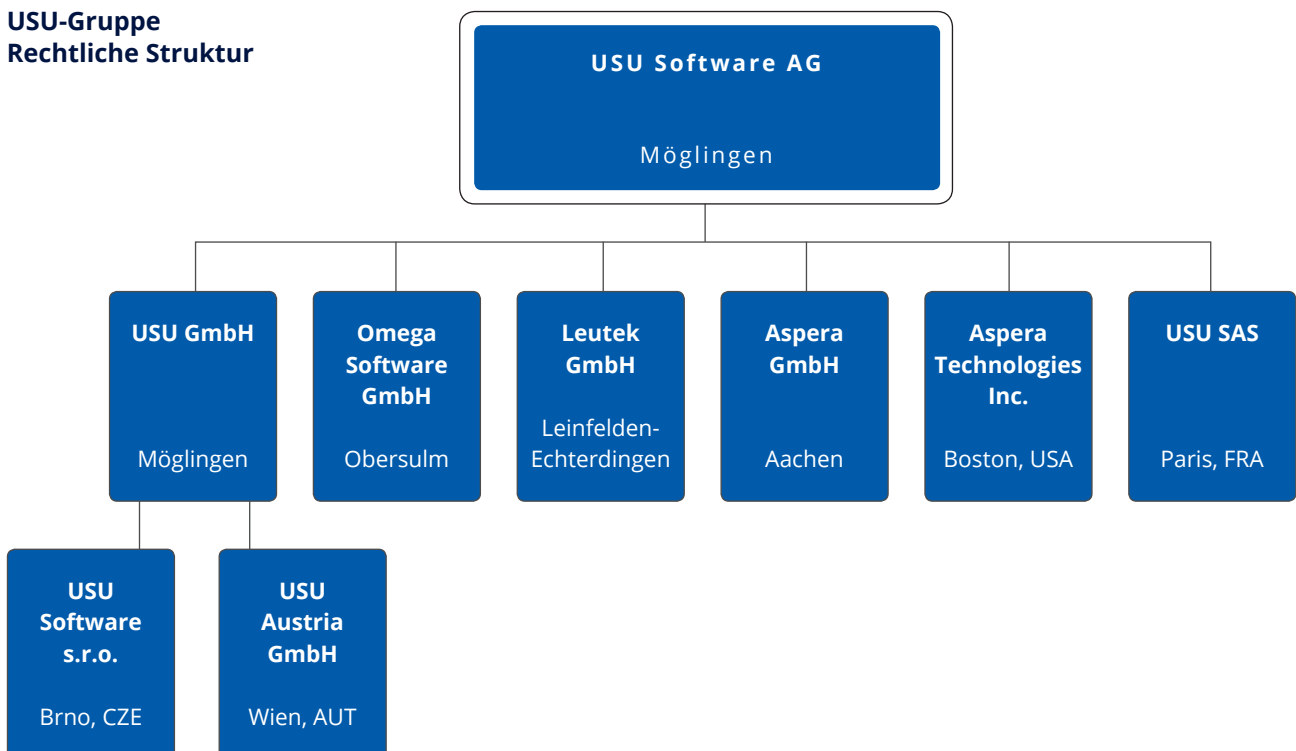 USU-Gruppe
Rechtliche Struktur
USU Software AG
Möglingen
USU GmbH
Möglingen
Omega
Software
GmbH
Obersulm
Leutek
GmbH
Leinfelden-
Echterdingen
Aspera
GmbH
Aachen
Aspera
Technologies
Inc.
Boston, USA
USU SAS
Paris, FRA
USU
Software
s.r.o.
Brno, CZE
USU
Austria
GmbH
Wien, AUT